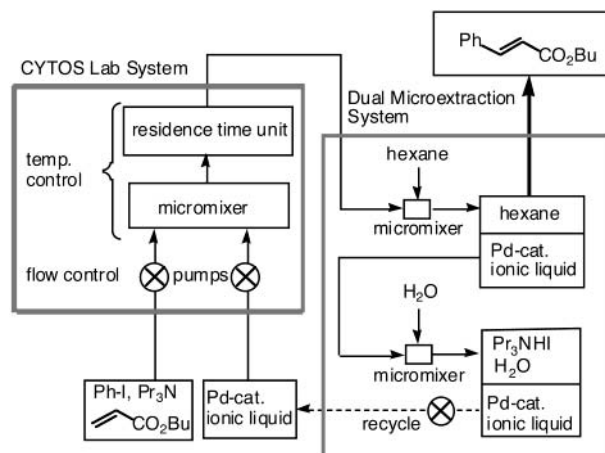 CYTOS Lab System
residence time unit
temp.
control
micromixer
flow control
pumps
Ph-I, Pr₃N
CO₂Bu
Pd-cat.
ionic liquid
Ph
CO₂Bu
Dual Microextraction
System
hexane
micromixer
hexane
Pd-cat.
ionic liquid
H₂O
micromixer
Pr₃NHI
H₂O
Pd-cat.
ionic liquid
recycle